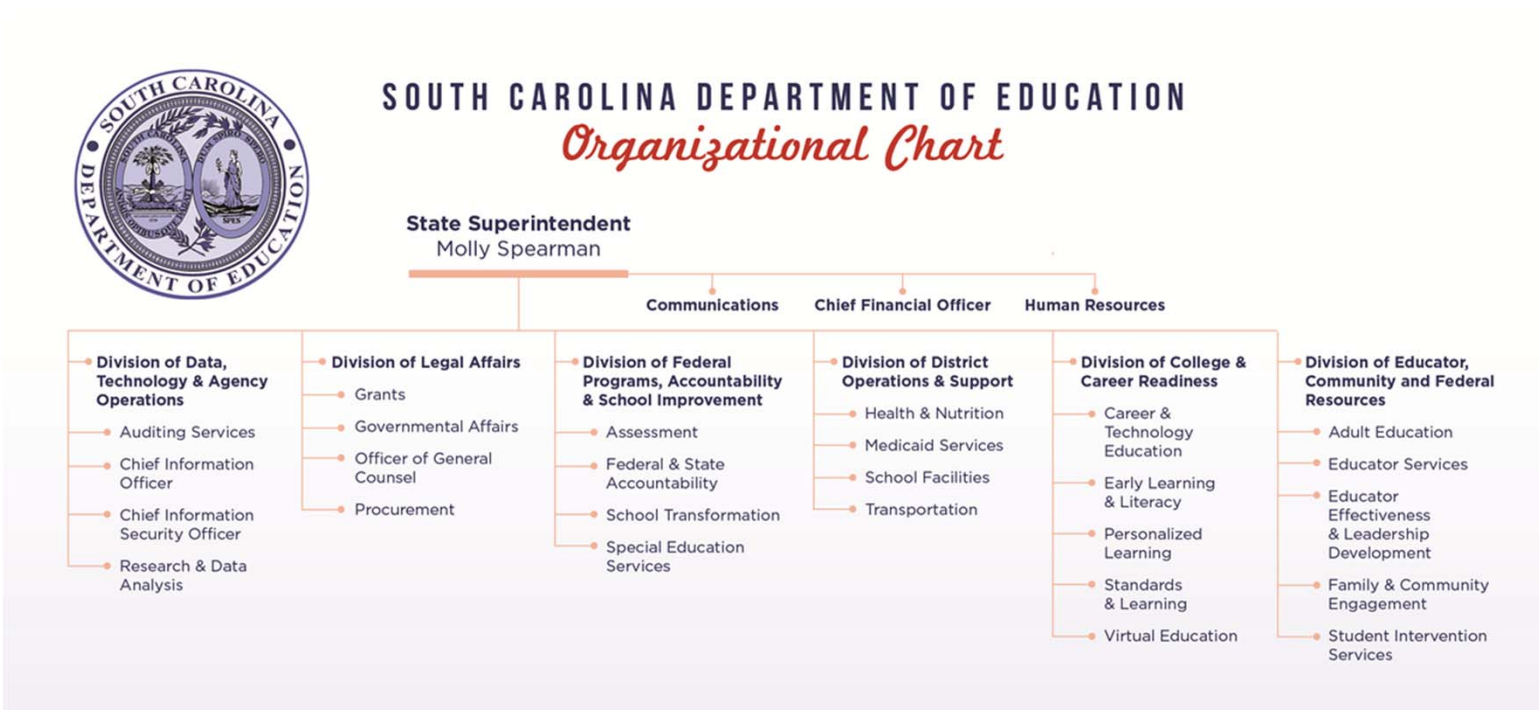 SOUTH CAROLINA
DEPARTMENT OF EDUCATION
SOUTH CAROLINA
DUM SPIRO SPERO
SPES
SOUTH CAROLINA DEPARTMENT OF EDUCATION
Organizational Chart
State Superintendent
Molly Spearman
Communications
Chief Financial Officer
Human Resources
Division of Data,
Technology & Agency
Operations
Auditing Services
Chief Information
Officer
Chief Information
Security Officer
Research & Data
Analysis
Division of Legal Affairs
Grants
Governmental Affairs
Officer of General
Counsel
Procurement
Division of Federal
Programs, Accountability
& School Improvement
Assessment
Federal & State
Accountability
School Transformation
Special Education
Services
Division of District
Operations & Support
Health & Nutrition
Medicaid Services
School Facilities
Transportation
Division of College &
Career Readiness
Career &
Technology
Education
Early Learning
& Literacy
Personalized
Learning
Standards
& Learning
Virtual Education
Division of Educator,
Community and Federal
Resources
Adult Education
Educator Services
Educator
Effectiveness
& Leadership
Development
Family & Community
Engagement
Student Intervention
Services